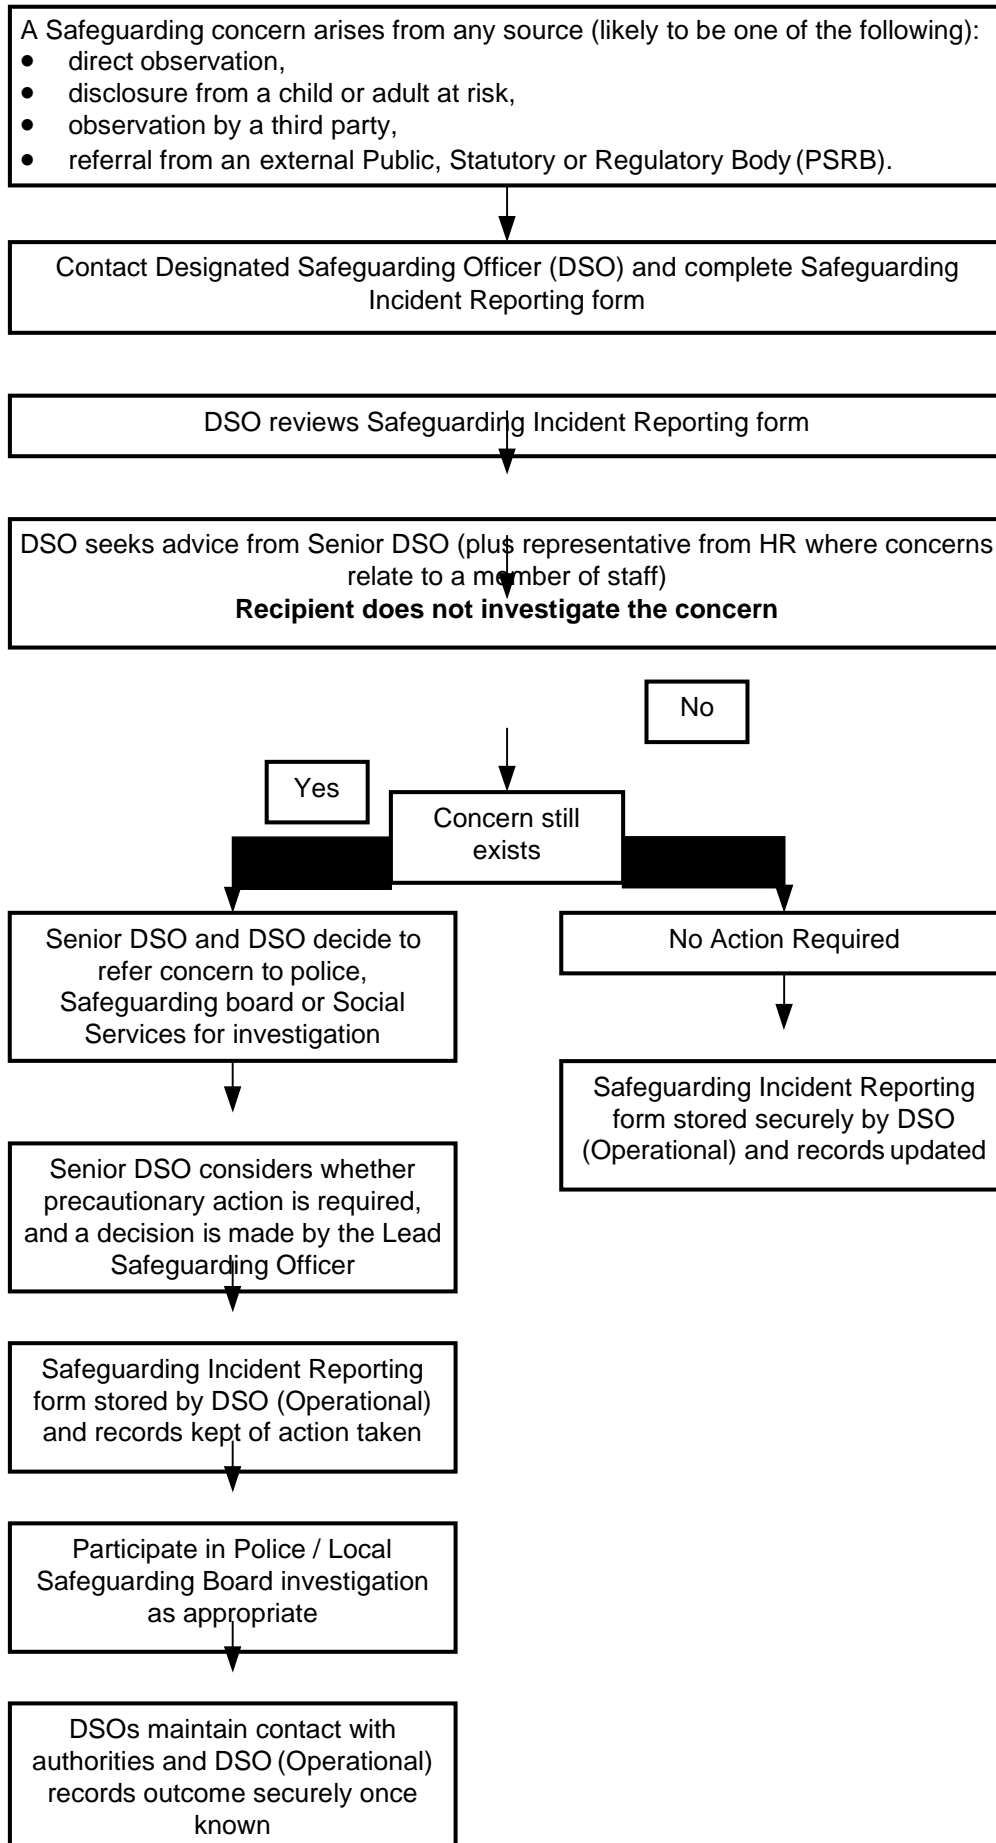 A Safeguarding concern arises from any source (likely to be one of the following):
• direct observation,
• disclosure from a child or adult at risk,
• observation by a third party,
• referral from an external Public, Statutory or Regulatory Body (PSRB).
Contact Designated Safeguarding Officer (DSO) and complete Safeguarding
Incident Reporting form
DSO reviews Safeguarding Incident Reporting form
DSO seeks advice from Senior DSO (plus representative from HR where concerns
relate to a member of staff)
Recipient does not investigate the concern
No
Yes
Concern still
exists
Senior DSO and DSO decide to
refer concern to police,
Safeguarding board or Social
Services for investigation
No Action Required
Safeguarding Incident Reporting
form stored securely by DSO
(Operational) and records updated
Senior DSO considers whether
precautionary action is required,
and a decision is made by the Lead
Safeguarding Officer
Safeguarding Incident Reporting
form stored by DSO (Operational)
and records kept of action taken
Participate in Police / Local
Safeguarding Board investigation
as appropriate
DSOs maintain contact with
authorities and DSO (Operational)
records outcome securely once
known